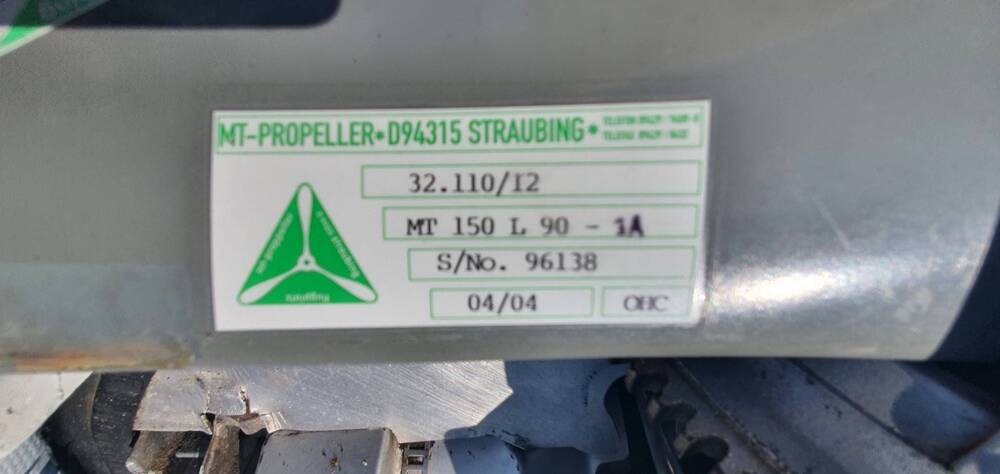 MT-PROPELLER • D94315 STRAUBING •
32.110/I2
MT 150 L 90 - 1A
S/No. 96138
04/04
OHC